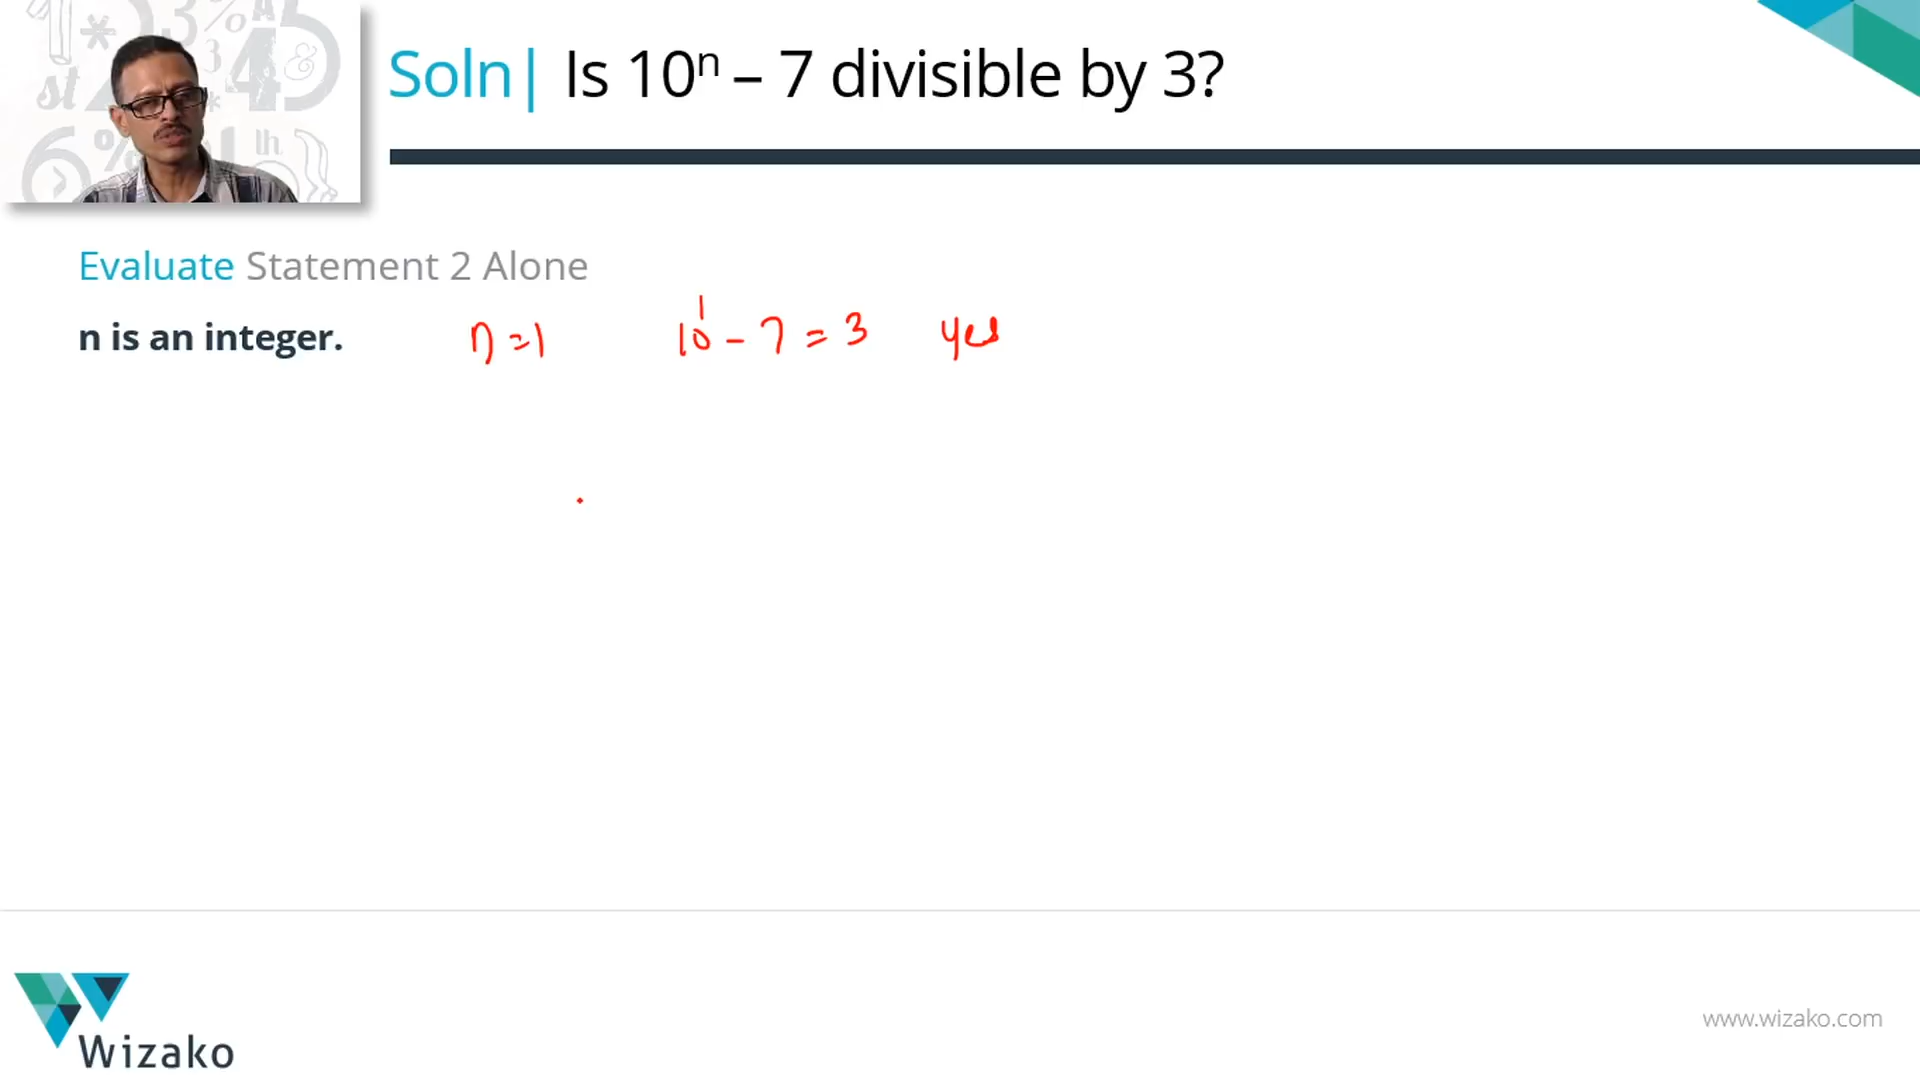 Soln| Is 10ⁿ – 7 divisible by 3?
Evaluate Statement 2 Alone
n is an integer. n = 1 10¹ - 7 = 3 yes
Wizako
www.wizako.com